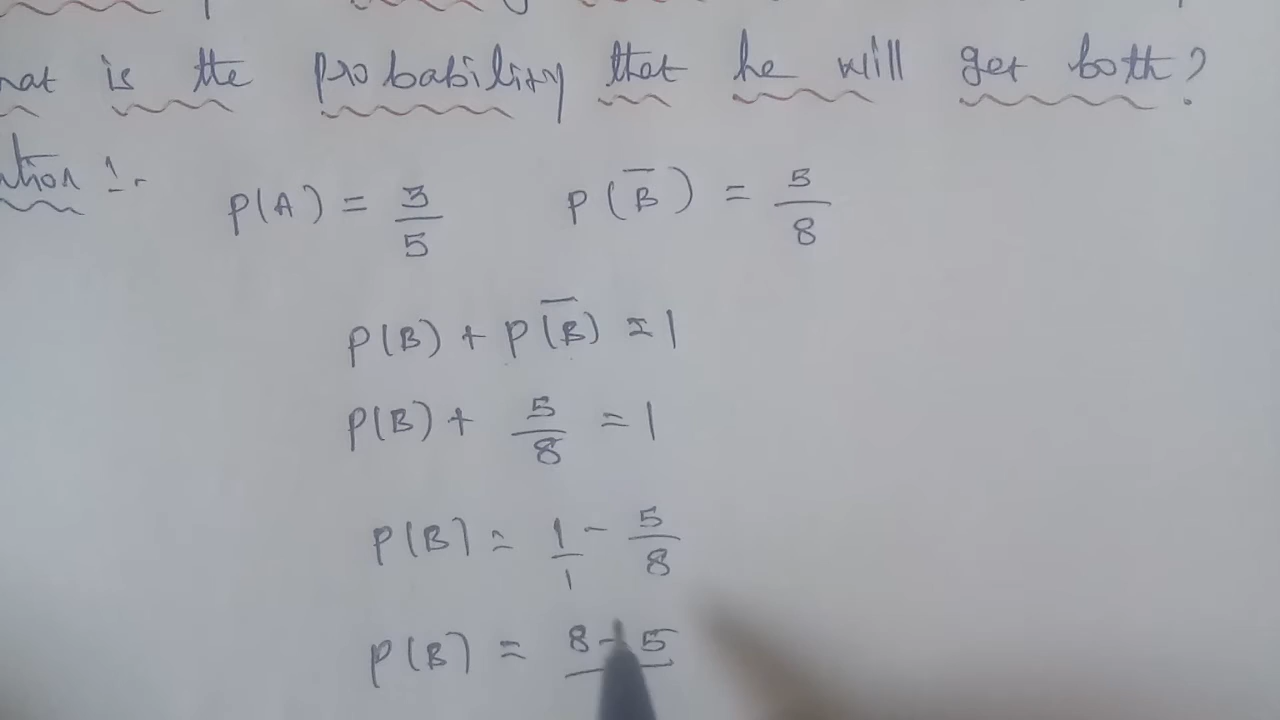 is the probability that he will get both?
P(A) = 3/5 P(B̅) = 5/8
P(B) + P(B̅) = 1
P(B) + 5/8 = 1
P(B) = 1/1 - 5/8
P(B) = 8-5